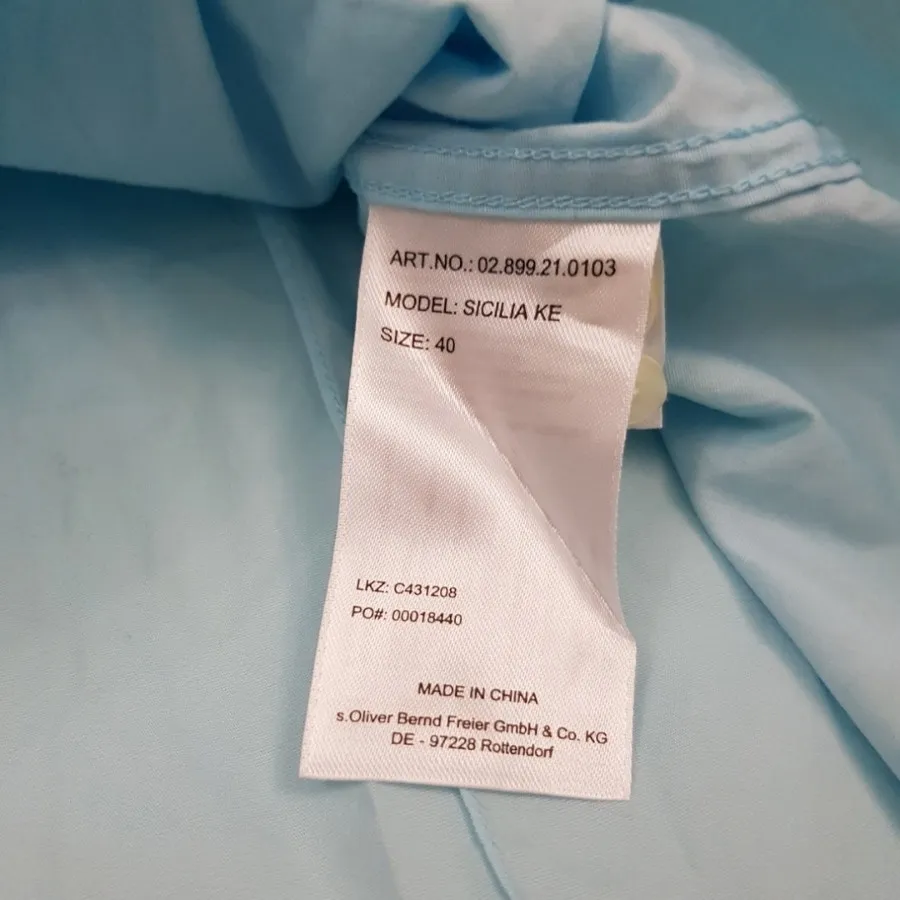 ART.NO.: 02.899.21.0103
MODEL: SICILIA KE
SIZE: 40
LKZ: C431208
PO#: 00018440
MADE IN CHINA
s.Oliver Bernd Freier GmbH & Co. KG
DE - 97228 Rottendorf